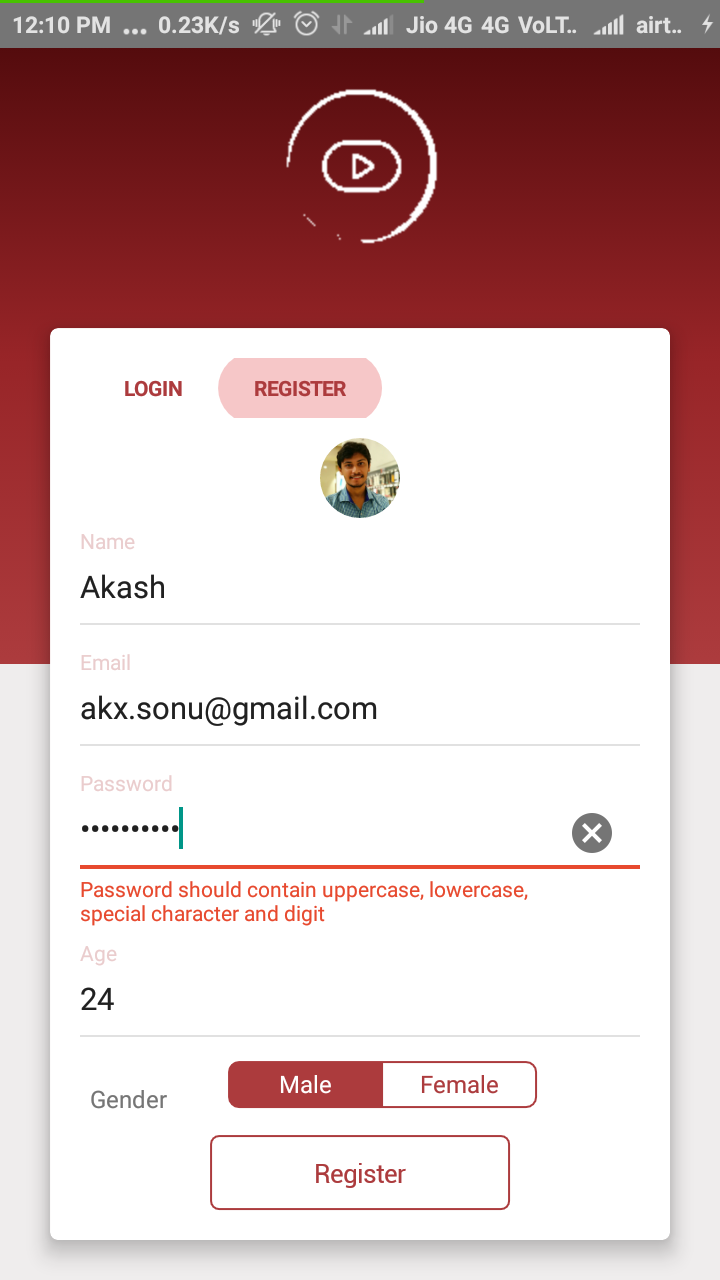 12:10 PM ... 0.23K/s Jio 4G 4G VoLT.. airt..
LOGIN REGISTER
Name
Akash
Email
akx.sonu@gmail.com
Password
••••••••••
Password should contain uppercase, lowercase,
special character and digit
Age
24
Gender Male Female
Register